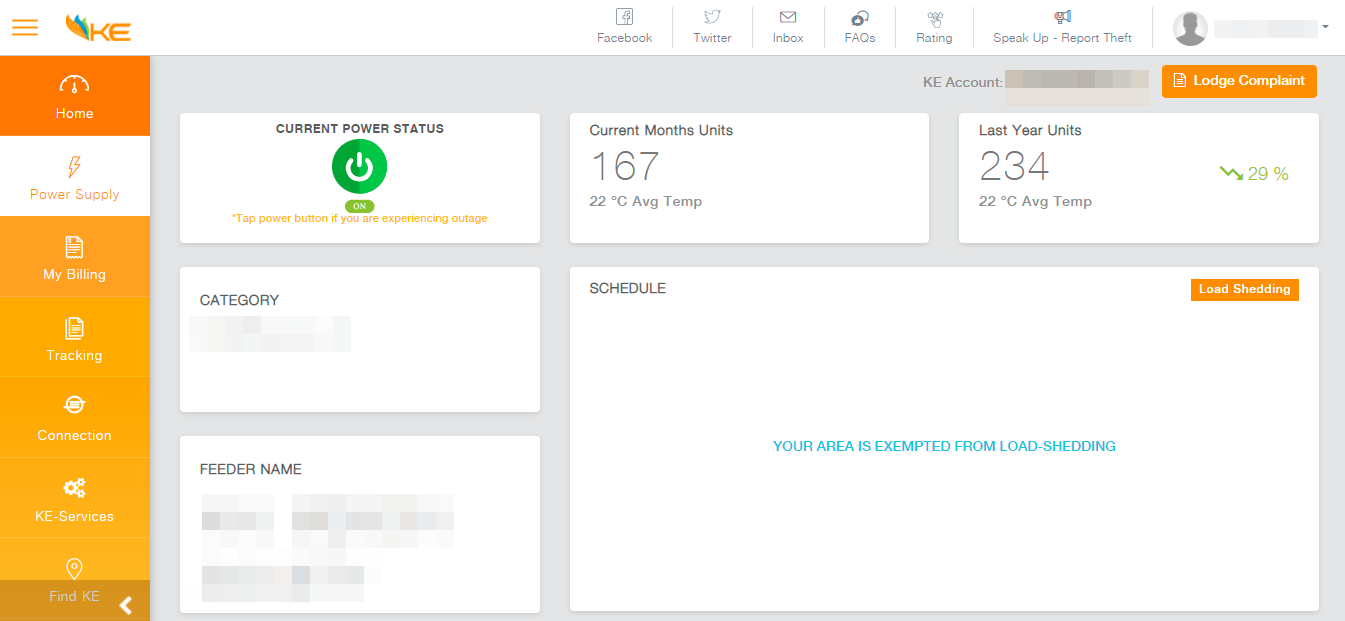 KE
Facebook
Twitter
Inbox
FAQs
Rating
Speak Up - Report Theft
Home
Power Supply
My Billing
Tracking
Connection
KE-Services
Find KE
KE Account:
Lodge Complaint
CURRENT POWER STATUS
ON
*Tap power button if you are experiencing outage
Current Months Units
167
22 °C Avg Temp
Last Year Units
234
29 %
22 °C Avg Temp
CATEGORY
FEEDER NAME
SCHEDULE
Load Shedding
YOUR AREA IS EXEMPTED FROM LOAD-SHEDDING